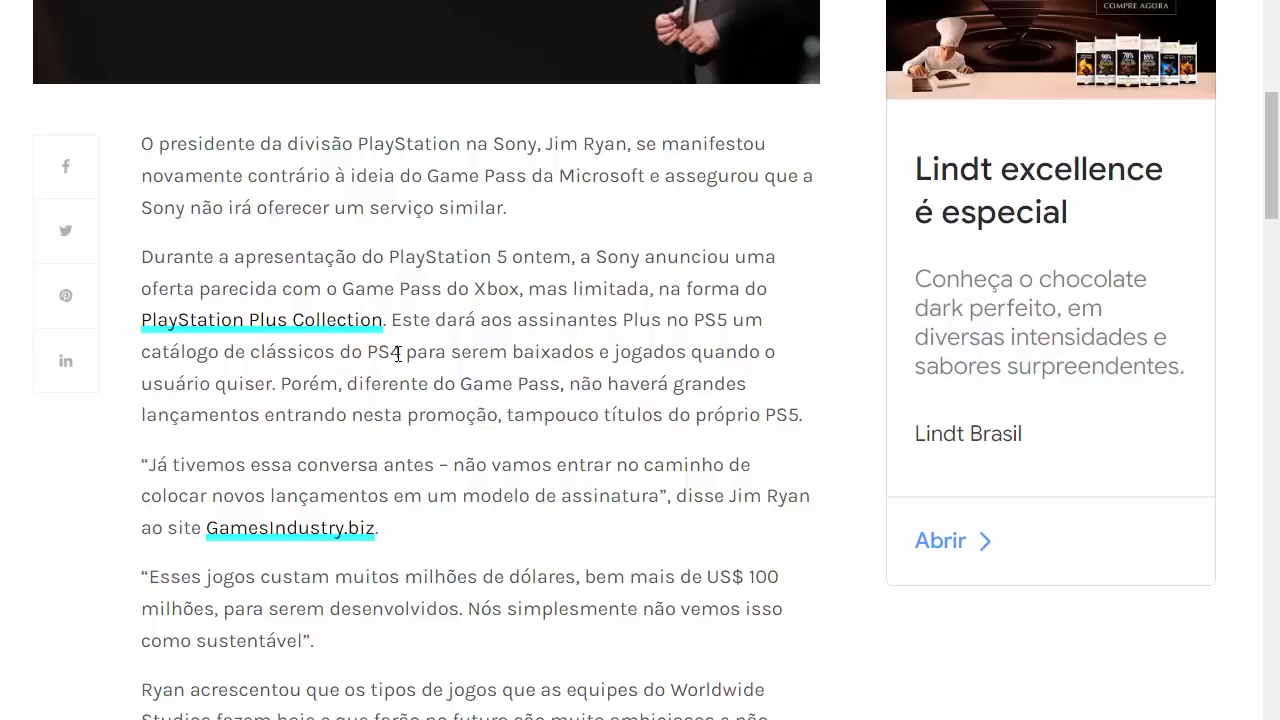 COMPRE AGORA
90%
70%
85%
O presidente da divisão PlayStation na Sony, Jim Ryan, se manifestou
novamente contrário à ideia do Game Pass da Microsoft e assegurou que a
Sony não irá oferecer um serviço similar.
Durante a apresentação do PlayStation 5 ontem, a Sony anunciou uma
oferta parecida com o Game Pass do Xbox, mas limitada, na forma do
PlayStation Plus Collection. Este dará aos assinantes Plus no PS5 um
catálogo de clássicos do PS4 para serem baixados e jogados quando o
usuário quiser. Porém, diferente do Game Pass, não haverá grandes
lançamentos entrando nesta promoção, tampouco títulos do próprio PS5.
“Já tivemos essa conversa antes – não vamos entrar no caminho de
colocar novos lançamentos em um modelo de assinatura”, disse Jim Ryan
ao site GamesIndustry.biz.
“Esses jogos custam muitos milhões de dólares, bem mais de US$ 100
milhões, para serem desenvolvidos. Nós simplesmente não vemos isso
como sustentável”.
Ryan acrescentou que os tipos de jogos que as equipes do Worldwide
Studios fazem hoje e que farão no futuro são muito ambiciosos e não
Lindt excellence
é especial
Conheça o chocolate
dark perfeito, em
diversas intensidades e
sabores surpreendentes.
Lindt Brasil
Abrir